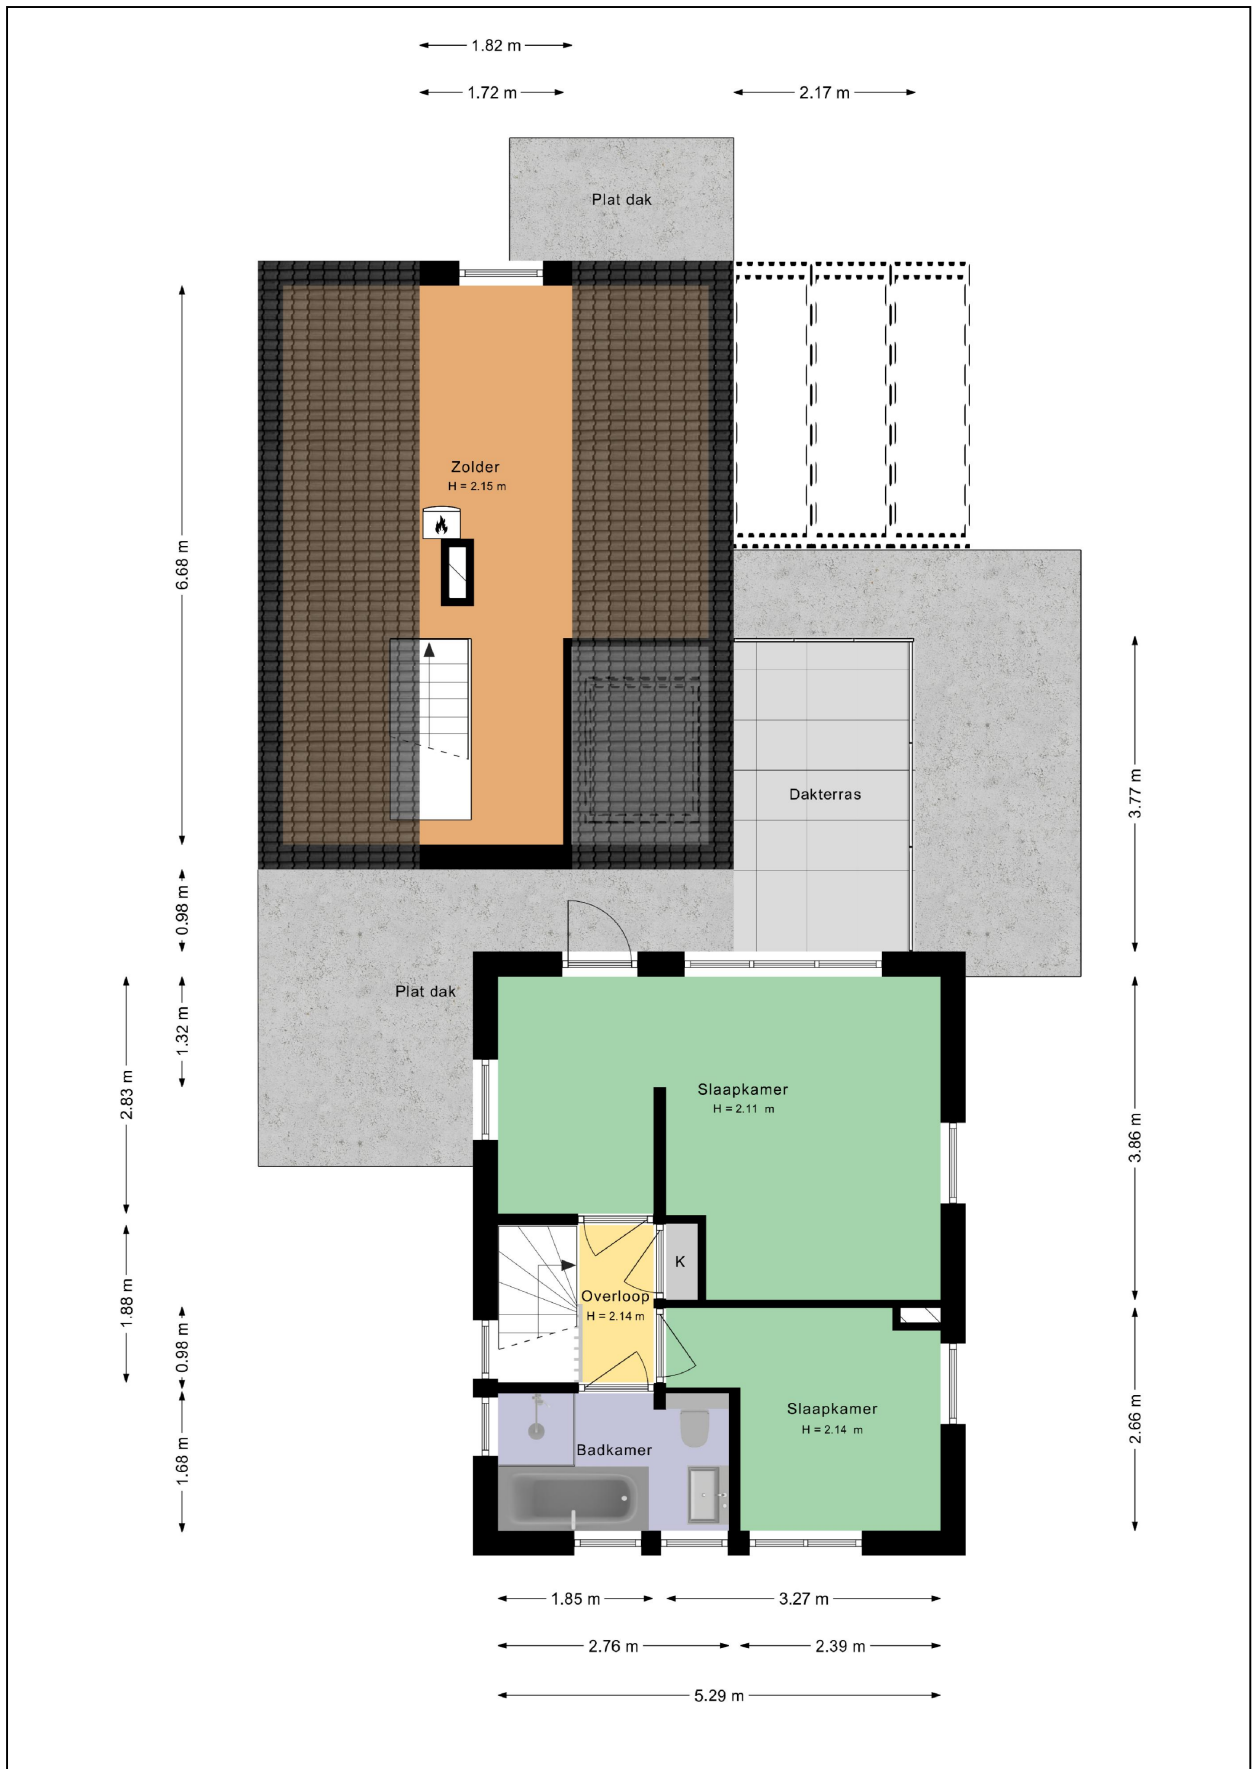 1.82 m
1.72 m
2.17 m
Plat dak
Zolder
H = 2.15 m
6.68 m
Dakterras
3.77 m
0.98 m
Plat dak
1.32 m
2.83 m
Slaapkamer
H = 2.11 m
3.86 m
K
Overloop
H = 2.14 m
1.88 m
0.98 m
Slaapkamer
H = 2.14 m
2.66 m
Badkamer
1.68 m
1.85 m
3.27 m
2.76 m
2.39 m
5.29 m